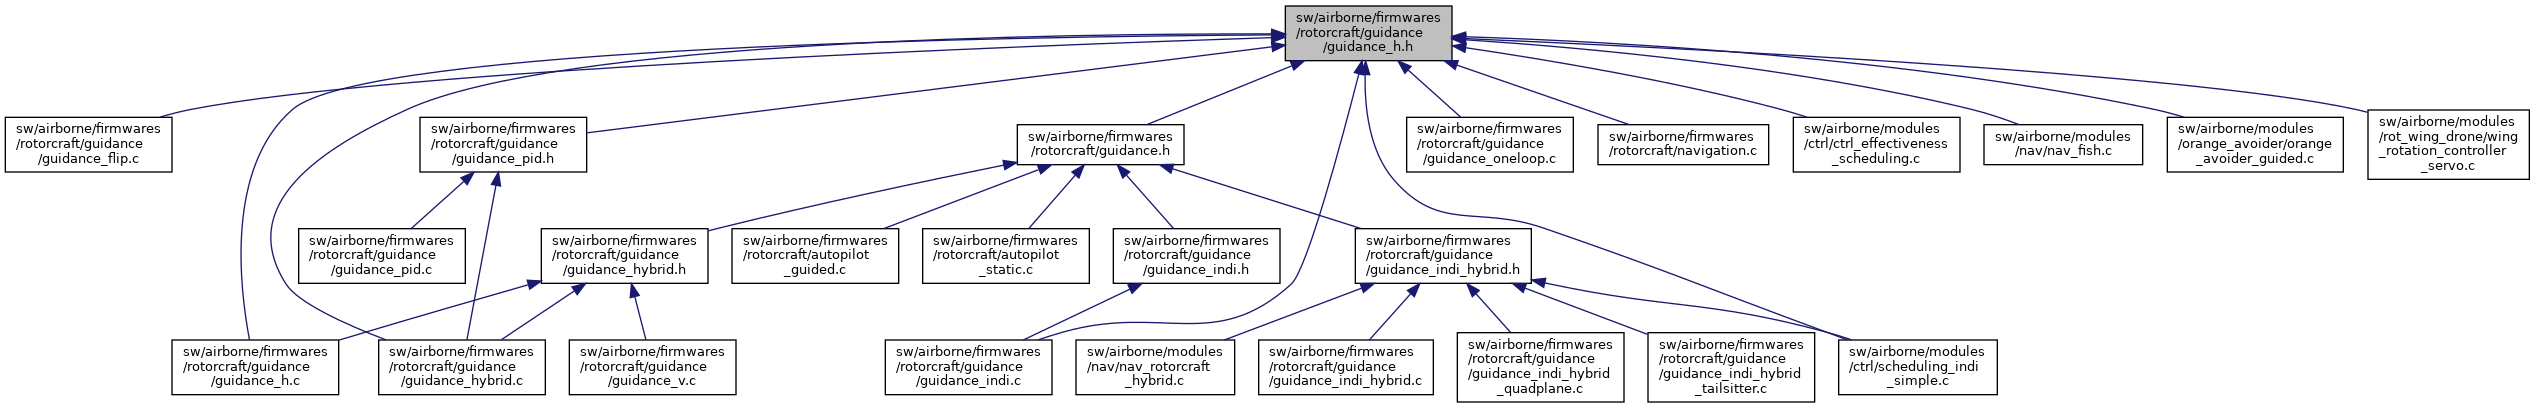 sw/airborne/firmwares
/rotorcraft/guidance
/guidance_h.h
sw/airborne/firmwares
/rotorcraft/guidance
/guidance_flip.c
sw/airborne/firmwares
/rotorcraft/guidance
/guidance_pid.h
sw/airborne/firmwares
/rotorcraft/guidance.h
sw/airborne/firmwares
/rotorcraft/guidance
/guidance_oneloop.c
sw/airborne/firmwares
/rotorcraft/navigation.c
sw/airborne/modules
/ctrl/ctrl_effectiveness
_scheduling.c
sw/airborne/modules
/nav/nav_fish.c
sw/airborne/modules
/orange_avoider/orange
_avoider_guided.c
sw/airborne/modules
/rot_wing_drone/wing
_rotation_controller
_servo.c
sw/airborne/firmwares
/rotorcraft/guidance
/guidance_pid.c
sw/airborne/firmwares
/rotorcraft/guidance
/guidance_hybrid.h
sw/airborne/firmwares
/rotorcraft/autopilot
_guided.c
sw/airborne/firmwares
/rotorcraft/autopilot
_static.c
sw/airborne/firmwares
/rotorcraft/guidance
/guidance_indi.h
sw/airborne/firmwares
/rotorcraft/guidance
/guidance_indi_hybrid.h
sw/airborne/firmwares
/rotorcraft/guidance
/guidance_h.c
sw/airborne/firmwares
/rotorcraft/guidance
/guidance_hybrid.c
sw/airborne/firmwares
/rotorcraft/guidance
/guidance_v.c
sw/airborne/firmwares
/rotorcraft/guidance
/guidance_indi.c
sw/airborne/modules
/nav/nav_rotorcraft
_hybrid.c
sw/airborne/firmwares
/rotorcraft/guidance
/guidance_indi_hybrid.c
sw/airborne/firmwares
/rotorcraft/guidance
/guidance_indi_hybrid
_quadplane.c
sw/airborne/firmwares
/rotorcraft/guidance
/guidance_indi_hybrid
_tailsitter.c
sw/airborne/modules
/ctrl/scheduling_indi
_simple.c